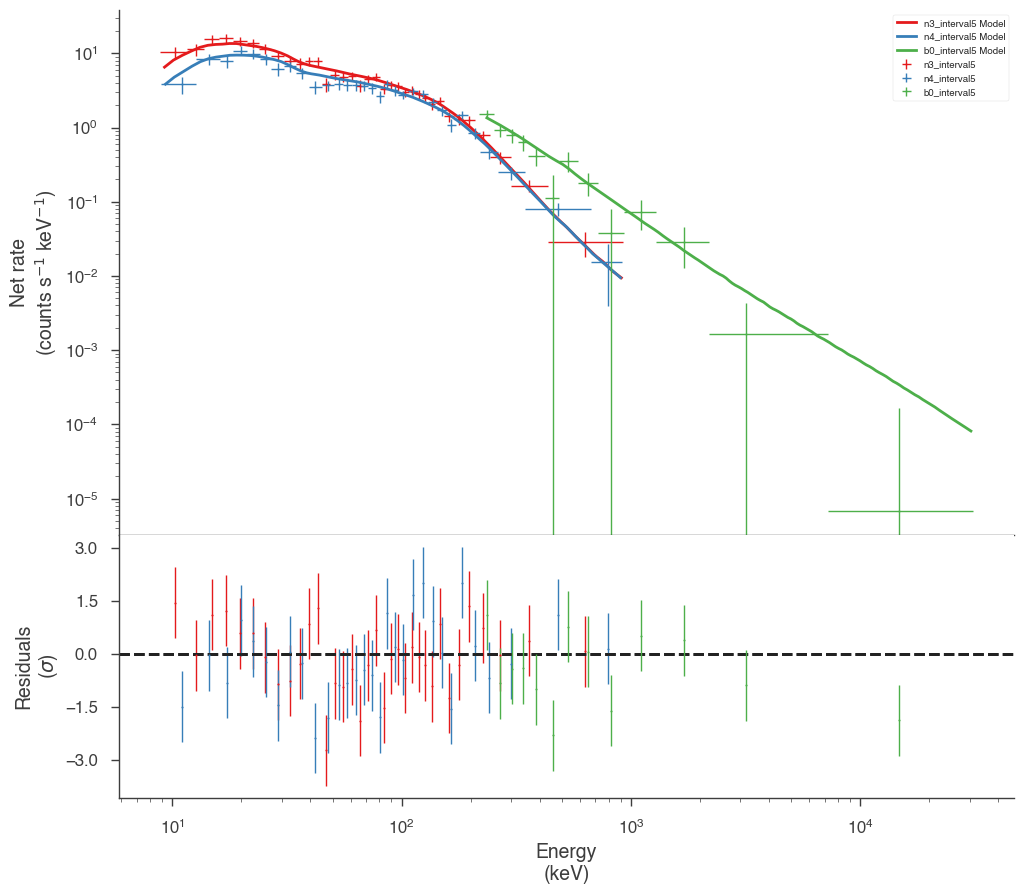 n3_interval5 Model
n4_interval5 Model
b0_interval5 Model
n3_interval5
n4_interval5
b0_interval5
Net rate
(counts s⁻¹ keV⁻¹)
10¹
10⁰
10⁻¹
10⁻²
10⁻³
10⁻⁴
10⁻⁵
Residuals
(σ)
3.0
1.5
0.0
−1.5
−3.0
10¹ 10² 10³ 10⁴
Energy
(keV)